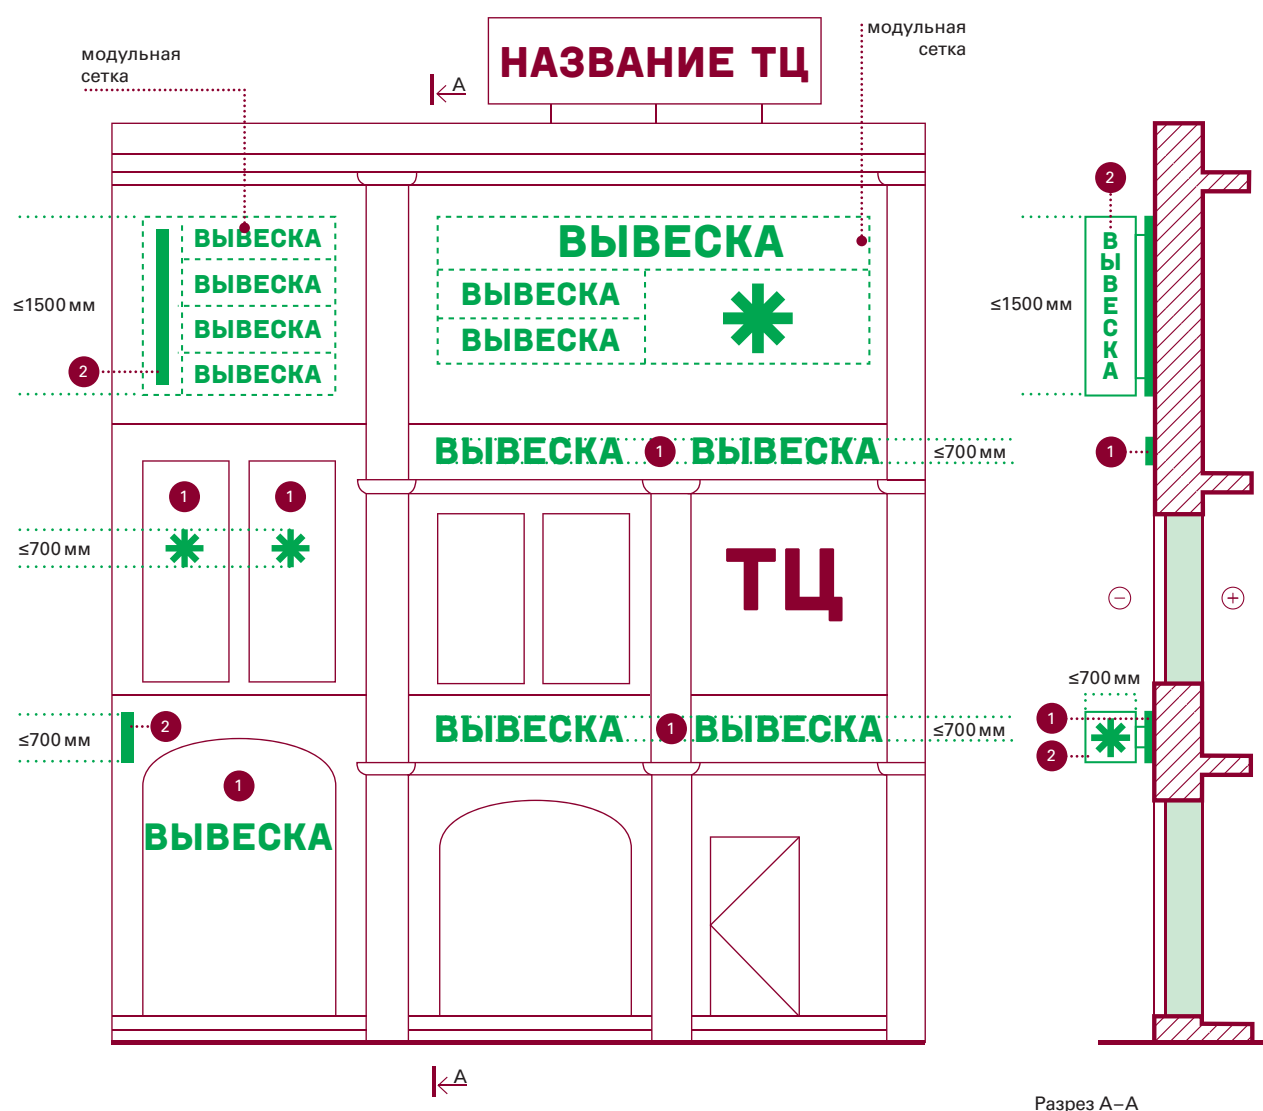 НАЗВАНИЕ ТЦ
модульная
сетка
модульная
сетка
А
2
ВЫВЕСКА
ВЫВЕСКА
ВЫВЕСКА
ВЫВЕСКА
ВЫВЕСКА
ВЫВЕСКА
ВЫВЕСКА
ВЫВЕСКА
≤1500 мм
≤1500 мм
2
ВЫВЕСКА
1
ВЫВЕСКА
≤700 мм
1
1
1
≤700 мм
ТЦ
− +
≤700 мм
≤700 мм
2
ВЫВЕСКА
1
ВЫВЕСКА
≤700 мм
1
2
1
ВЫВЕСКА
А
Разрез А–А